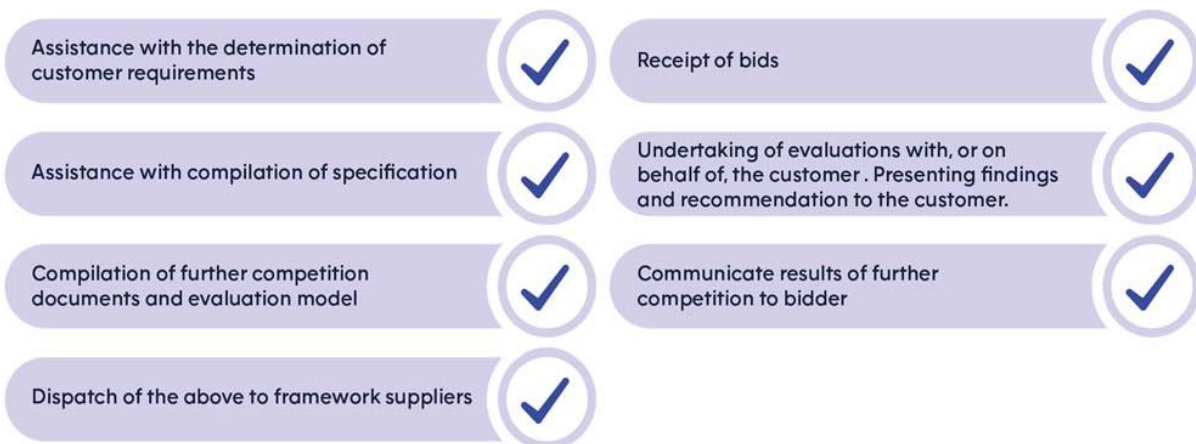 Assistance with the determination of
customer requirements
Assistance with compilation of specification
Compilation of further competition
documents and evaluation model
Dispatch of the above to framework suppliers
Receipt of bids
Undertaking of evaluations with, or on
behalf of, the customer . Presenting findings
and recommendation to the customer.
Communicate results of further
competition to bidder